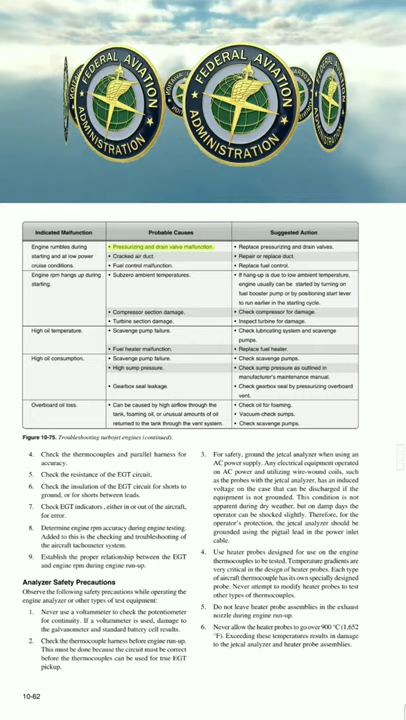 FEDERAL AVIATION
ADMINISTRATION
FEDERAL AVIATION
ADMINISTRATION
Indicated Malfunction Probable Causes Suggested Action
Engine rumbles during • Pressurizing and drain valve malfunction. • Replace pressurizing and drain valves.
starting and at low power • Cracked air duct. • Repair or replace duct.
cruise conditions. • Fuel control malfunction. • Replace fuel control.
Engine rpm hangs up during • Subzero ambient temperatures. • If hang-up is due to low ambient temperature,
starting. engine usually can be started by turning on
fuel booster pump or by positioning start lever
to run earlier in the starting cycle.
• Compressor section damage. • Check compressor for damage.
• Turbine section damage. • Inspect turbine for damage.
High oil temperature. • Scavenge pump failure. • Check lubricating system and scavenge
pumps.
• Fuel heater malfunction. • Replace fuel heater.
High oil consumption. • Scavenge pump failure. • Check scavenge pumps.
• High sump pressure. • Check sump pressure as outlined in
manufacturer's maintenance manual.
• Gearbox seal leakage. • Check gearbox seal by pressurizing overboard
vent.
Overboard oil loss. • Can be caused by high airflow through the • Check oil for foaming.
tank, foaming oil, or unusual amounts of oil • Vacuum-check sumps.
returned to the tank through the vent system. • Check scavenge pumps.
Figure 10-75. Troubleshooting turbojet engines (continued).
4. Check the thermocouples and parallel harness for
accuracy.
5. Check the resistance of the EGT circuit.
6. Check the insulation of the EGT circuit for shorts to
ground, or for shorts between leads.
7. Check EGT indicators, either in or out of the aircraft,
for error.
8. Determine engine rpm accuracy during engine testing.
Added to this is the checking and troubleshooting of
the aircraft tachometer system.
9. Establish the proper relationship between the EGT
and engine rpm during engine run-up.
Analyzer Safety Precautions
Observe the following safety precautions while operating the
engine analyzer or other types of test equipment:
1. Never use a voltammeter to check the potentiometer
for continuity. If a voltammeter is used, damage to
the galvanometer and standard battery cell results.
2. Check the thermocouple harness before engine run-up.
This must be done because the circuit must be correct
before the thermocouples can be used for true EGT
pickup.
3. For safety, ground the jetcal analyzer when using an
AC power supply. Any electrical equipment operated
on AC power and utilizing wire-wound coils, such
as the probes with the jetcal analyzer, has an induced
voltage on the case that can be discharged if the
equipment is not grounded. This condition is not
apparent during dry weather, but on damp days the
operator can be shocked slightly. Therefore, for the
operator's protection, the jetcal analyzer should be
grounded using the pigtail lead in the power inlet
cable.
4. Use heater probes designed for use on the engine
thermocouples to be tested. Temperature gradients are
very critical in the design of heater probes. Each type
of aircraft thermocouple has its own specially designed
probe. Never attempt to modify heater probes to test
other types of thermocouples.
5. Do not leave heater probe assemblies in the exhaust
nozzle during engine run-up.
6. Never allow the heater probes to go over 900 °C (1,652
°F). Exceeding these temperatures results in damage
to the jetcal analyzer and heater probe assemblies.
10-62